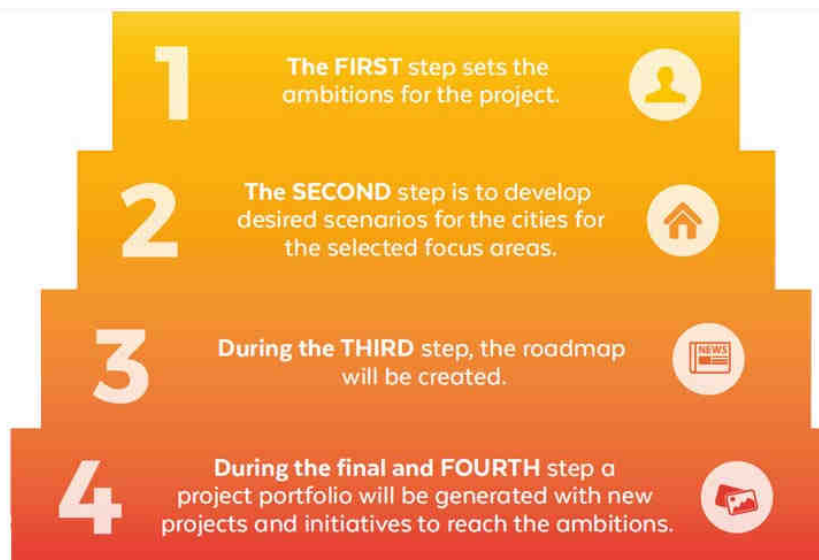 1
The FIRST step sets the
ambitions for the project.
2
The SECOND step is to develop
desired scenarios for the cities for
the selected focus areas.
3
During the THIRD step, the roadmap
will be created.
NEWS
4
During the final and FOURTH step a
project portfolio will be generated with new
projects and initiatives to reach the ambitions.